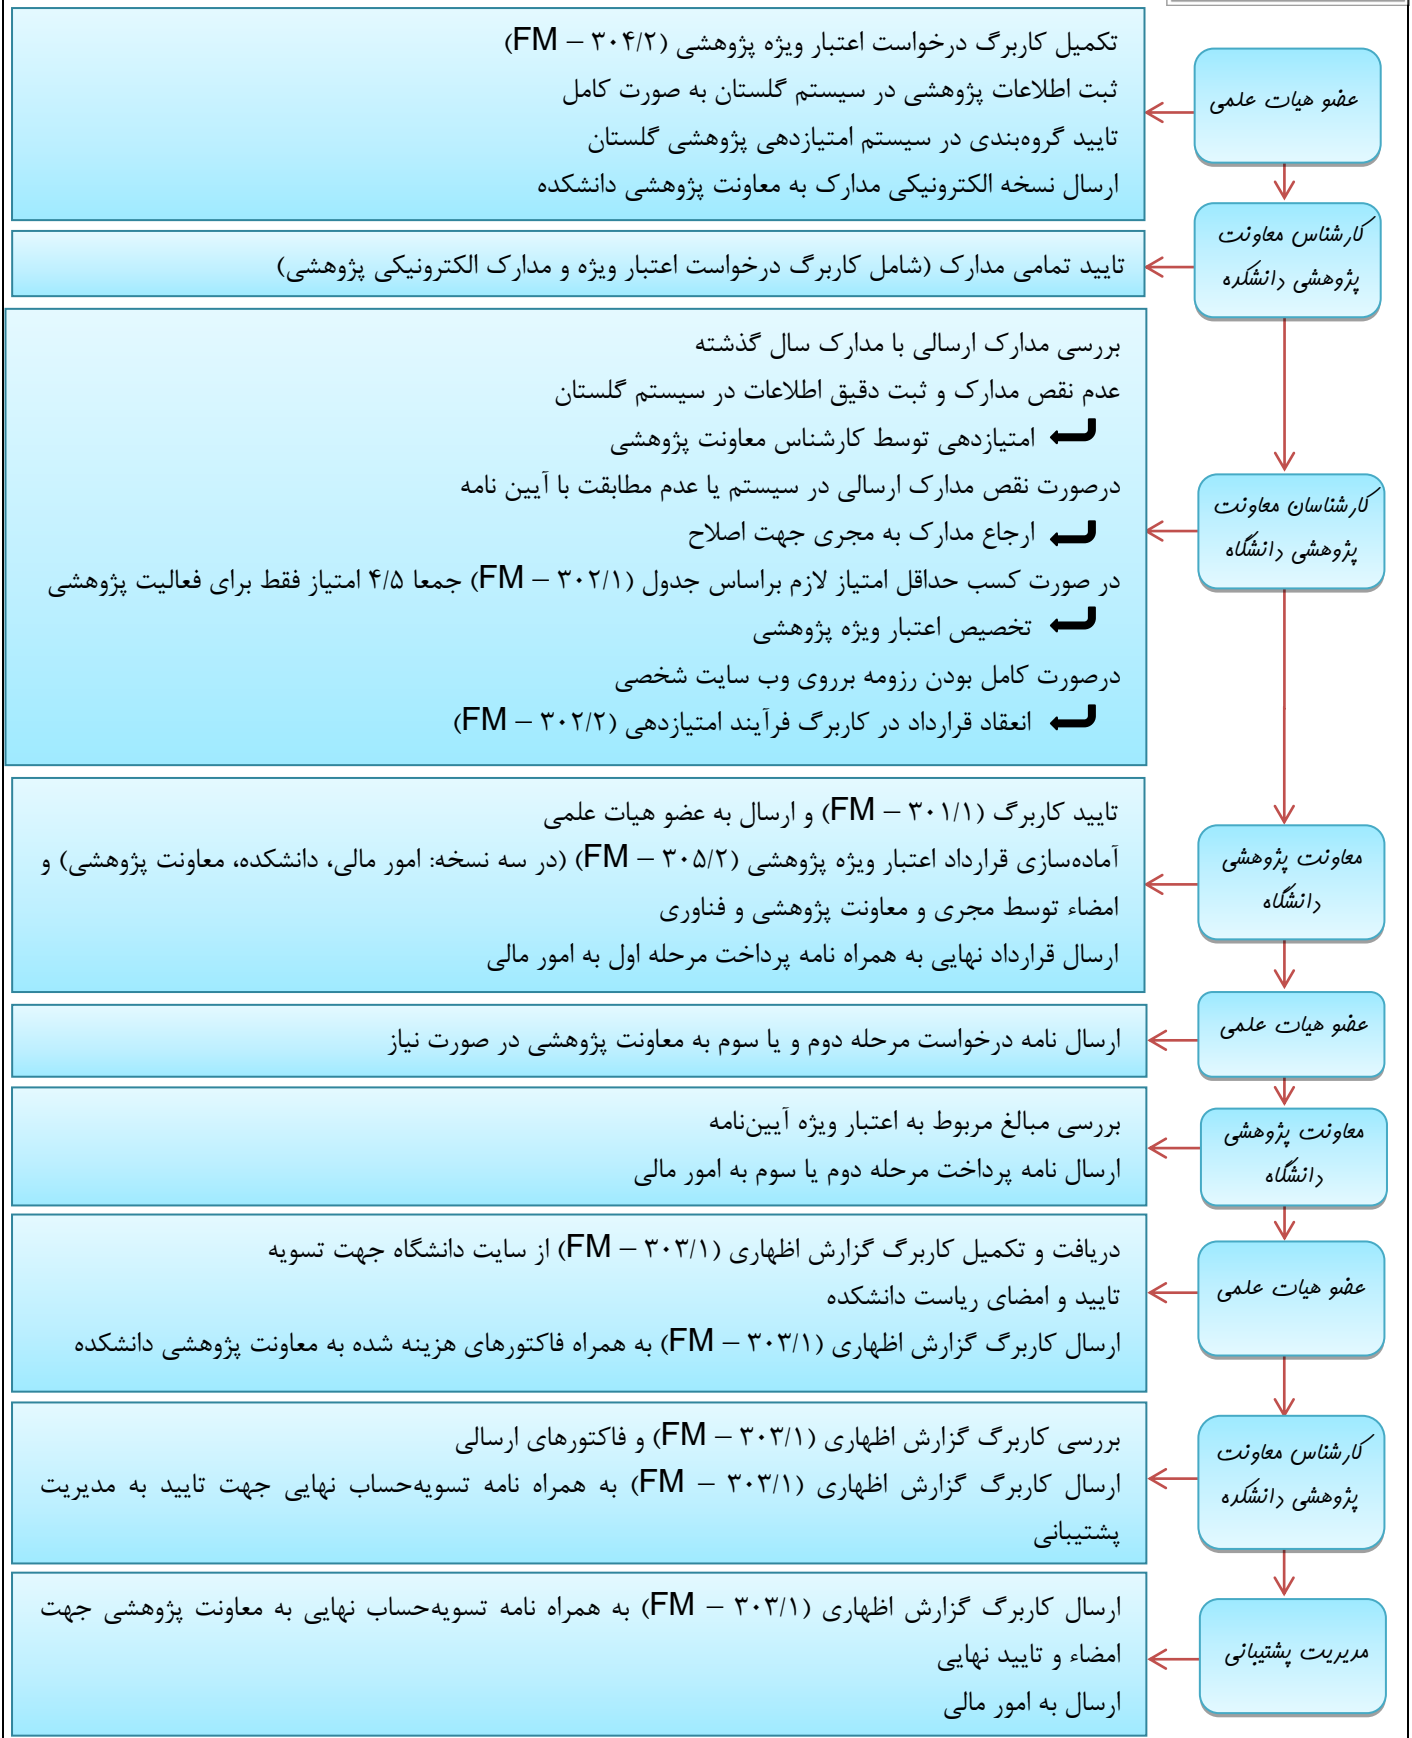 عضو هیات علمی
تکمیل کاربرگ درخواست اعتبار ویژه پژوهشی (FM – ۳۰۴/۲)
ثبت اطلاعات پژوهشی در سیستم گلستان به صورت کامل
تایید گروه‌بندی در سیستم امتیازدهی پژوهشی گلستان
ارسال نسخه الکترونیکی مدارک به معاونت پژوهشی دانشکده
کارشناس معاونت
پژوهشی دانشکده
تایید تمامی مدارک (شامل کاربرگ درخواست اعتبار ویژه و مدارک الکترونیکی پژوهشی)
کارشناسان معاونت
پژوهشی دانشگاه
بررسی مدارک ارسالی با مدارک سال گذشته
عدم نقص مدارک و ثبت دقیق اطلاعات در سیستم گلستان
امتیازدهی توسط کارشناس معاونت پژوهشی
درصورت نقص مدارک ارسالی در سیستم یا عدم مطابقت با آیین نامه
ارجاع مدارک به مجری جهت اصلاح
در صورت کسب حداقل امتیاز لازم براساس جدول (FM – ۳۰۲/۱) جمعا ۴/۵ امتیاز فقط برای فعالیت پژوهشی
تخصیص اعتبار ویژه پژوهشی
درصورت کامل بودن رزومه برروی وب سایت شخصی
انعقاد قرارداد در کاربرگ فرآیند امتیازدهی (FM – ۳۰۲/۲)
معاونت پژوهشی
دانشگاه
تایید کاربرگ (FM – ۳۰۱/۱) و ارسال به عضو هیات علمی
آماده‌سازی قرارداد اعتبار ویژه پژوهشی (FM – ۳۰۵/۲) (در سه نسخه: امور مالی، دانشکده، معاونت پژوهشی) و
امضاء توسط مجری و معاونت پژوهشی و فناوری
ارسال قرارداد نهایی به همراه نامه پرداخت مرحله اول به امور مالی
عضو هیات علمی
ارسال نامه درخواست مرحله دوم و یا سوم به معاونت پژوهشی در صورت نیاز
معاونت پژوهشی
دانشگاه
بررسی مبالغ مربوط به اعتبار ویژه آیین‌نامه
ارسال نامه پرداخت مرحله دوم یا سوم به امور مالی
عضو هیات علمی
دریافت و تکمیل کاربرگ گزارش اظهاری (FM – ۳۰۳/۱) از سایت دانشگاه جهت تسویه
تایید و امضای ریاست دانشکده
ارسال کاربرگ گزارش اظهاری (FM – ۳۰۳/۱) به همراه فاکتورهای هزینه شده به معاونت پژوهشی دانشکده
کارشناس معاونت
پژوهشی دانشکده
بررسی کاربرگ گزارش اظهاری (FM – ۳۰۳/۱) و فاکتورهای ارسالی
ارسال کاربرگ گزارش اظهاری (FM – ۳۰۳/۱) به همراه نامه تسویه‌حساب نهایی جهت تایید به مدیریت
پشتیبانی
مدیریت پشتیبانی
ارسال کاربرگ گزارش اظهاری (FM – ۳۰۳/۱) به همراه نامه تسویه‌حساب نهایی به معاونت پژوهشی جهت
امضاء و تایید نهایی
ارسال به امور مالی